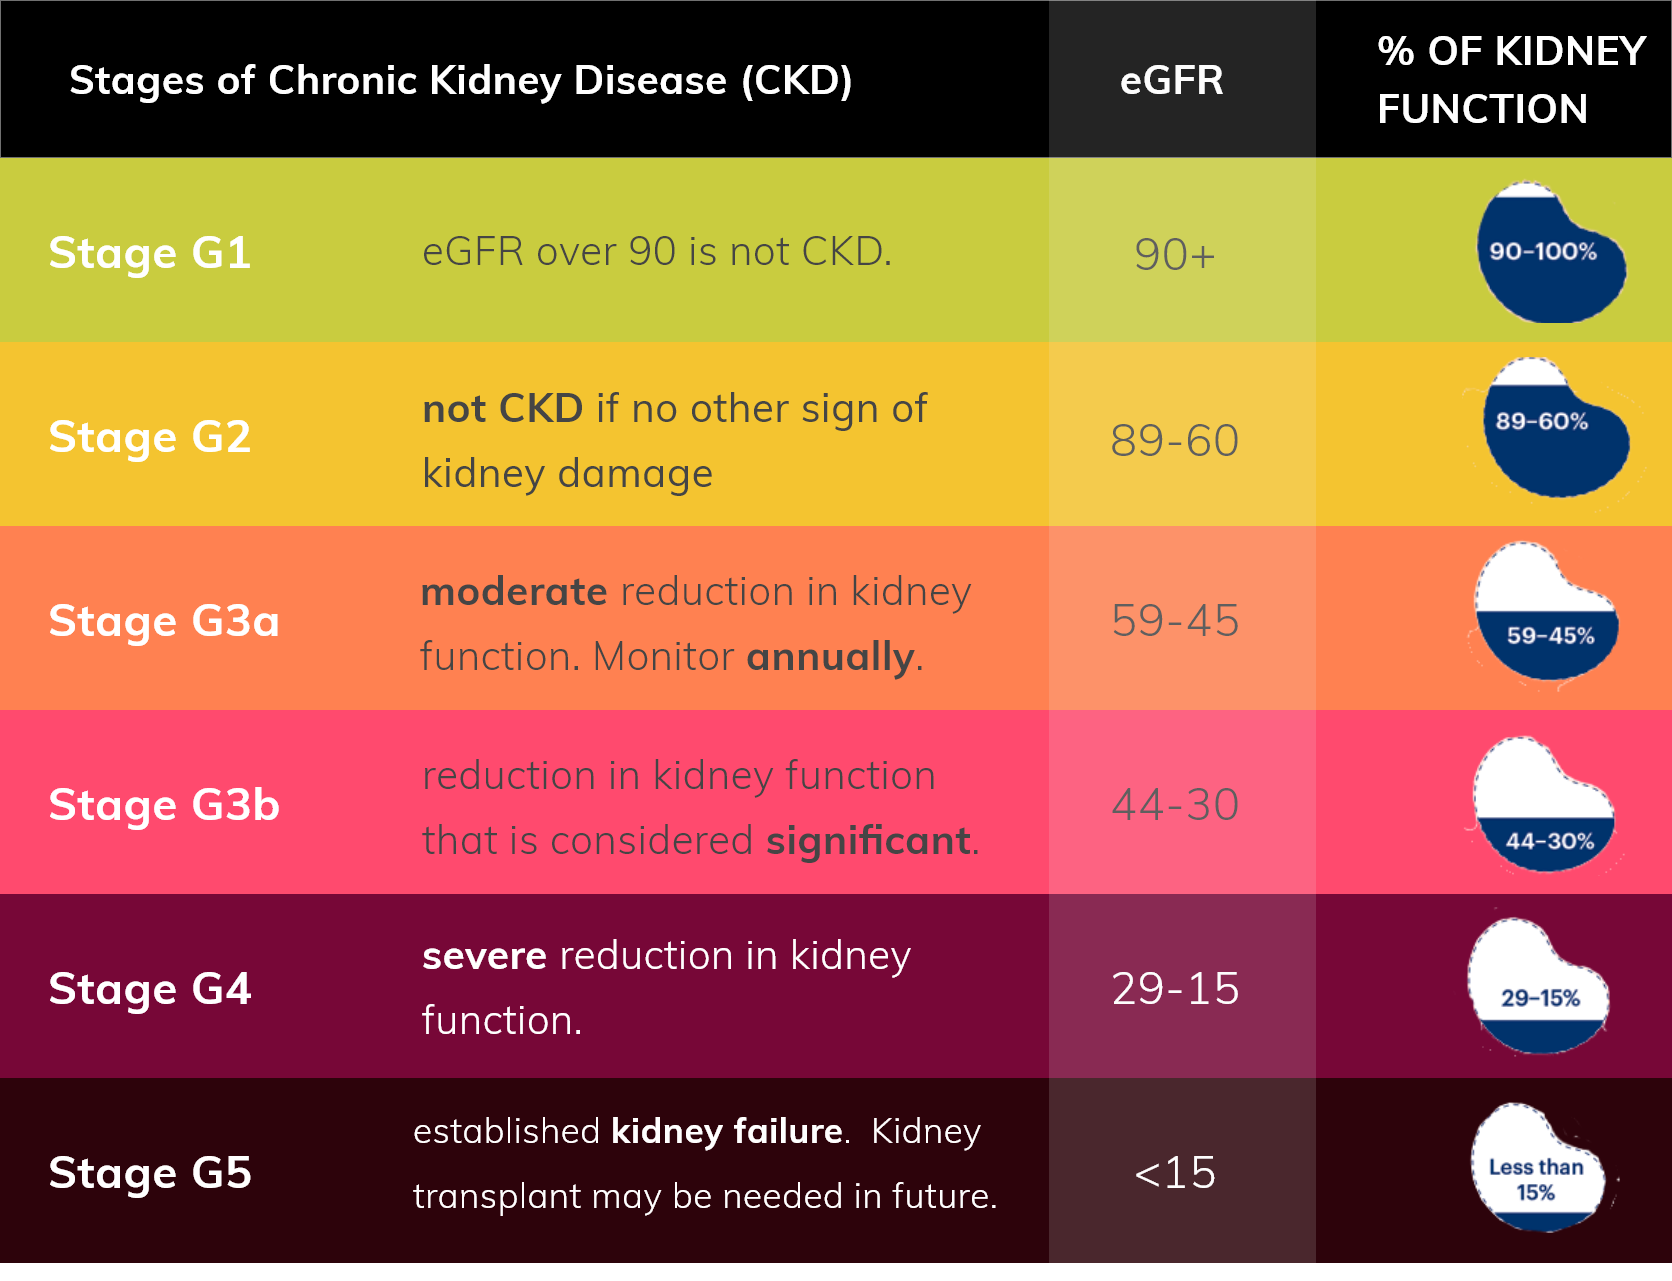 Stages of Chronic Kidney Disease (CKD)
eGFR
% OF KIDNEY
FUNCTION
Stage G1
eGFR over 90 is not CKD.
90+
90–100%
Stage G2
not CKD if no other sign of
kidney damage
89-60
89–60%
Stage G3a
moderate reduction in kidney
function. Monitor annually.
59-45
59–45%
Stage G3b
reduction in kidney function
that is considered significant.
44-30
44–30%
Stage G4
severe reduction in kidney
function.
29-15
29–15%
Stage G5
established kidney failure.  Kidney
transplant may be needed in future.
<15
Less than
15%